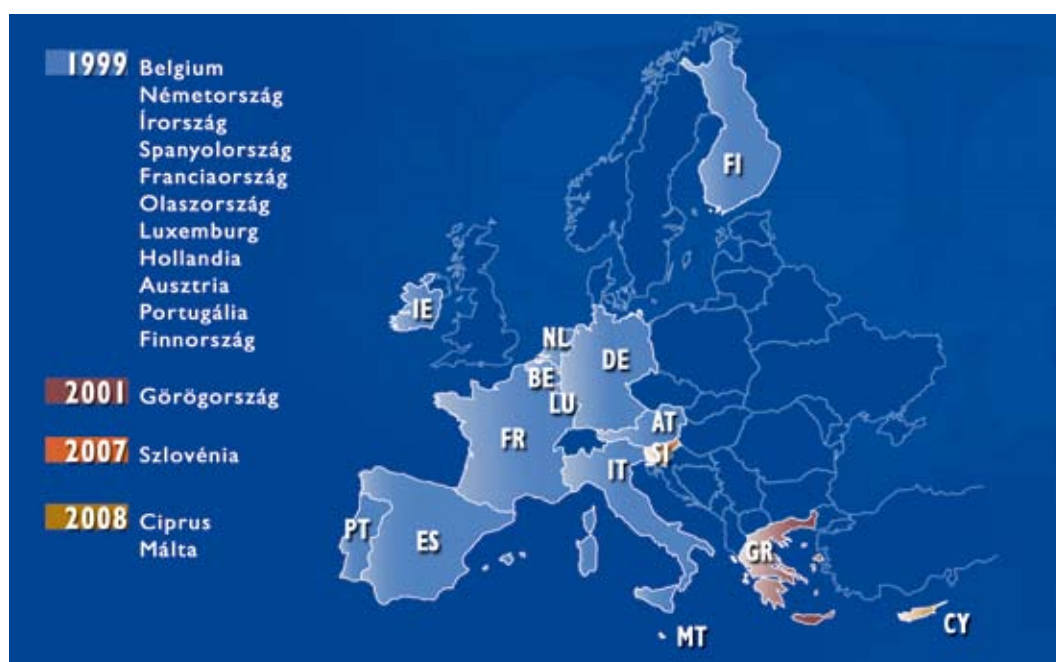 1999 Belgium
Németország
Írország
Spanyolország
Franciaország
Olaszország
Luxemburg
Hollandia
Ausztria
Portugália
Finnország
2001 Görögország
2007 Szlovénia
2008 Ciprus
Málta
FI
IE
NL
DE
BE
LU
AT
FR
SI
IT
PT
ES
GR
MT
CY